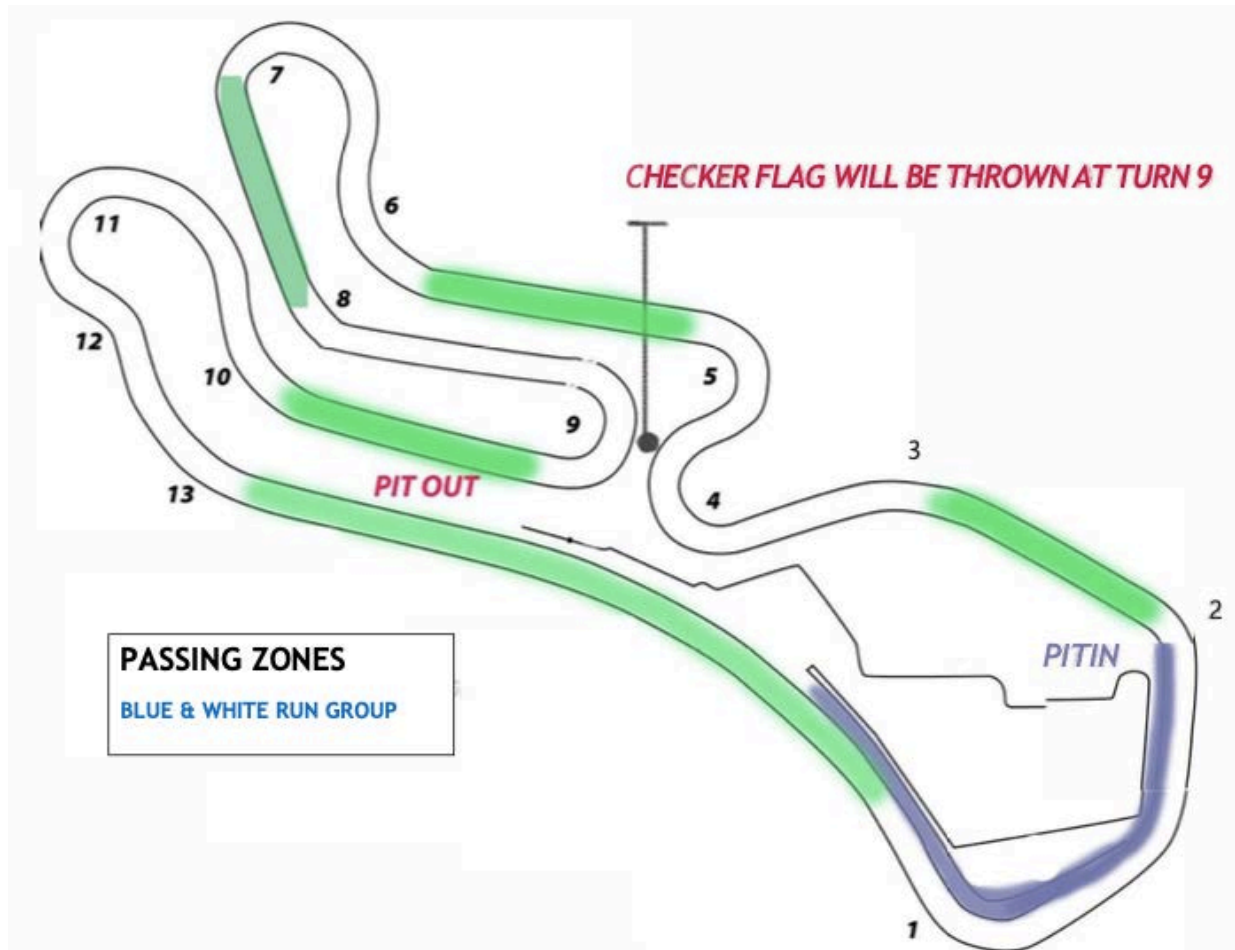 7
CHECKER FLAG WILL BE THROWN AT TURN 9
6
11
8
12
5
10
9
3
PIT OUT
13
4
2
PITIN
PASSING ZONES
BLUE & WHITE RUN GROUP
1